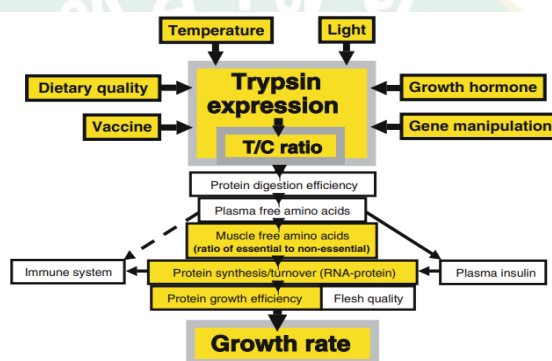 Temperature
Light
Dietary quality
Vaccine
Trypsin
expression
T/C ratio
Growth hormone
Gene manipulation
Protein digestion efficiency
Plasma free amino acids
Muscle free amino acids
(ratio of essential to non-essential)
Immune system
Protein synthesis/turnover (RNA-protein)
Plasma insulin
Protein growth efficiency
Flesh quality
Growth rate